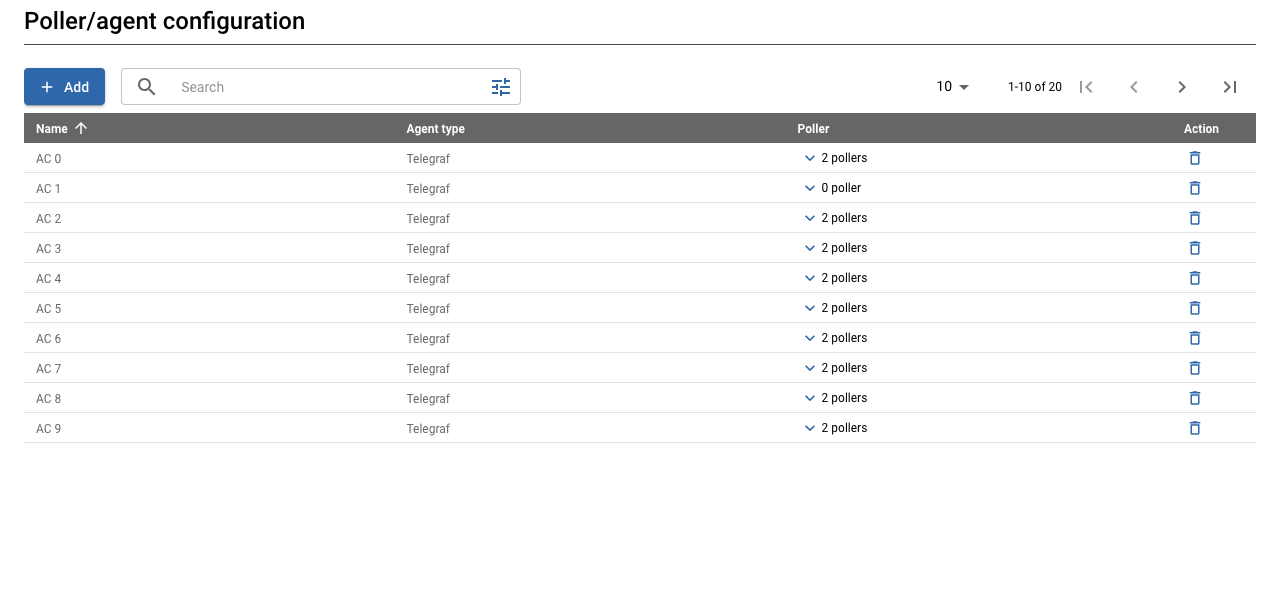 Poller/agent configuration
Add
Search
10
1-10 of 20
Name Agent type Poller Action
AC 0 Telegraf 2 pollers
AC 1 Telegraf 0 poller
AC 2 Telegraf 2 pollers
AC 3 Telegraf 2 pollers
AC 4 Telegraf 2 pollers
AC 5 Telegraf 2 pollers
AC 6 Telegraf 2 pollers
AC 7 Telegraf 2 pollers
AC 8 Telegraf 2 pollers
AC 9 Telegraf 2 pollers